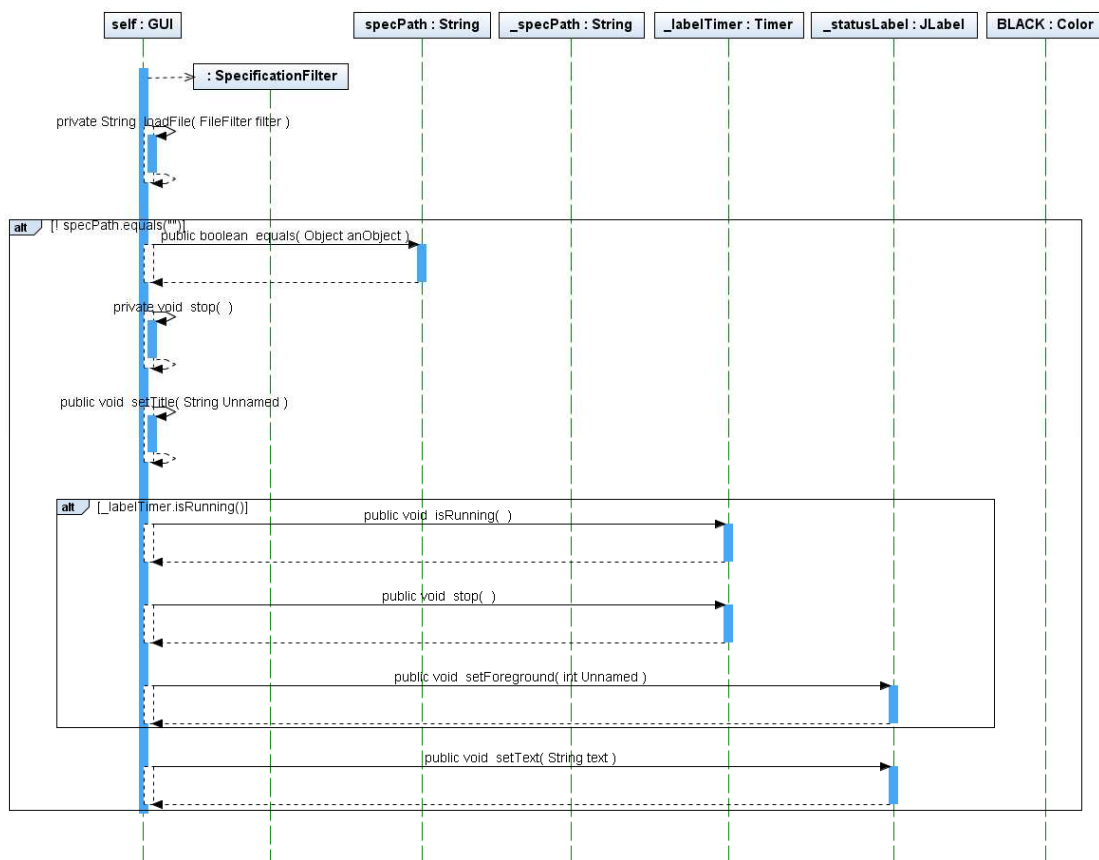 self : GUI
specPath : String
_specPath : String
_labelTimer : Timer
_statusLabel : JLabel
BLACK : Color
: SpecificationFilter
private String loadFile( FileFilter filter )
alt
[! specPath.equals("")]
public boolean equals( Object anObject )
private void stop( )
public void setTitle( String Unnamed )
alt
[_labelTimer.isRunning()]
public void isRunning( )
public void stop( )
public void setForeground( int Unnamed )
public void setText( String text )